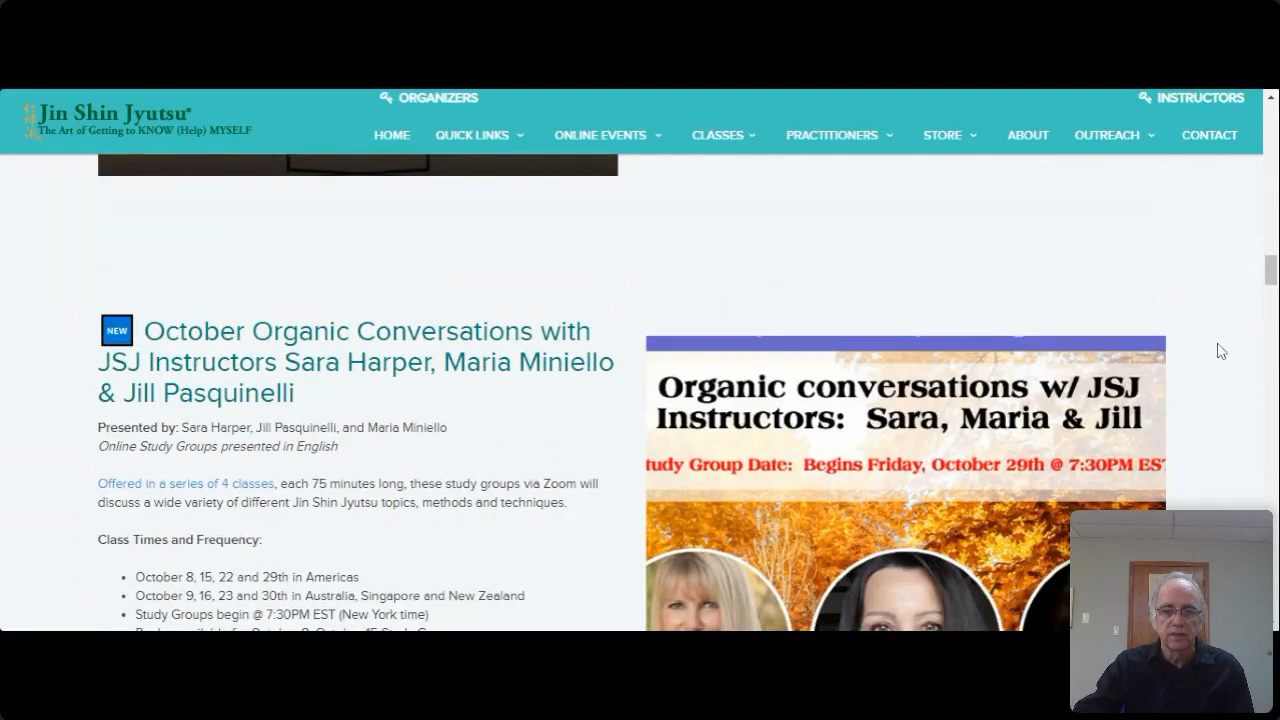 ORGANIZERS
INSTRUCTORS
Jin Shin Jyutsu®
The Art of Getting to KNOW (Help) MYSELF
HOME QUICK LINKS ONLINE EVENTS CLASSES PRACTITIONERS STORE ABOUT OUTREACH CONTACT
NEW October Organic Conversations with
JSJ Instructors Sara Harper, Maria Miniello
& Jill Pasquinelli
Presented by: Sara Harper, Jill Pasquinelli, and Maria Miniello
Online Study Groups presented in English
Offered in a series of 4 classes, each 75 minutes long, these study groups via Zoom will
discuss a wide variety of different Jin Shin Jyutsu topics, methods and techniques.
Class Times and Frequency:
• October 8, 15, 22 and 29th in Americas
• October 9, 16, 23 and 30th in Australia, Singapore and New Zealand
• Study Groups begin @ 7:30PM EST (New York time)
Organic conversations w/ JSJ
Instructors: Sara, Maria & Jill
tudy Group Date: Begins Friday, October 29th @ 7:30PM EST